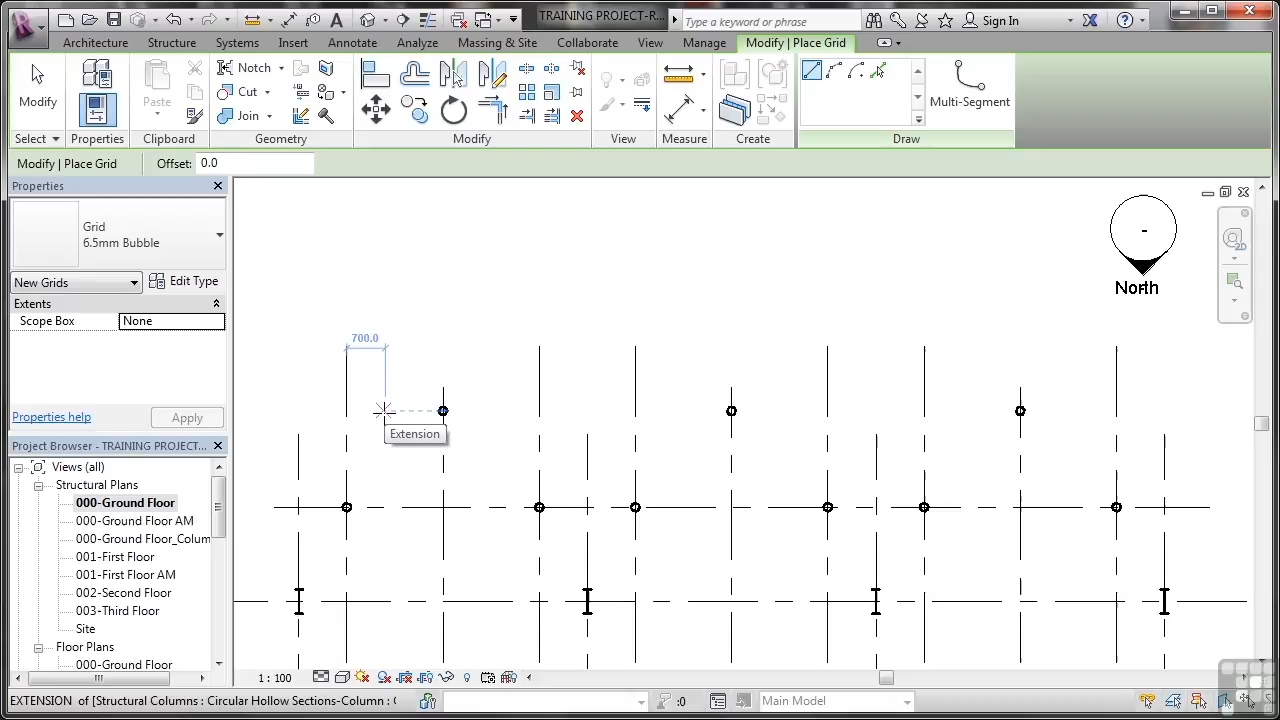 TRAINING PROJECT-R...
Type a keyword or phrase
Sign In
Architecture
Structure
Systems
Insert
Annotate
Analyze
Massing & Site
Collaborate
View
Manage
Modify | Place Grid
Modify
Paste
Notch
Cut
Join
Multi-Segment
Select
Properties
Clipboard
Geometry
Modify
View
Measure
Create
Draw
Modify | Place Grid
Offset: 0.0
Properties
Grid
6.5mm Bubble
New Grids
Edit Type
Extents
Scope Box
None
Properties help
Apply
Project Browser - TRAINING PROJECT...
Views (all)
Structural Plans
000-Ground Floor
000-Ground Floor AM
000-Ground Floor_Colum
001-First Floor
001-First Floor AM
002-Second Floor
003-Third Floor
Site
Floor Plans
000-Ground Floor
700.0
Extension
-
North
2D
1 : 100
EXTENSION of [Structural Columns : Circular Hollow Sections-Column : C
:0
Main Model